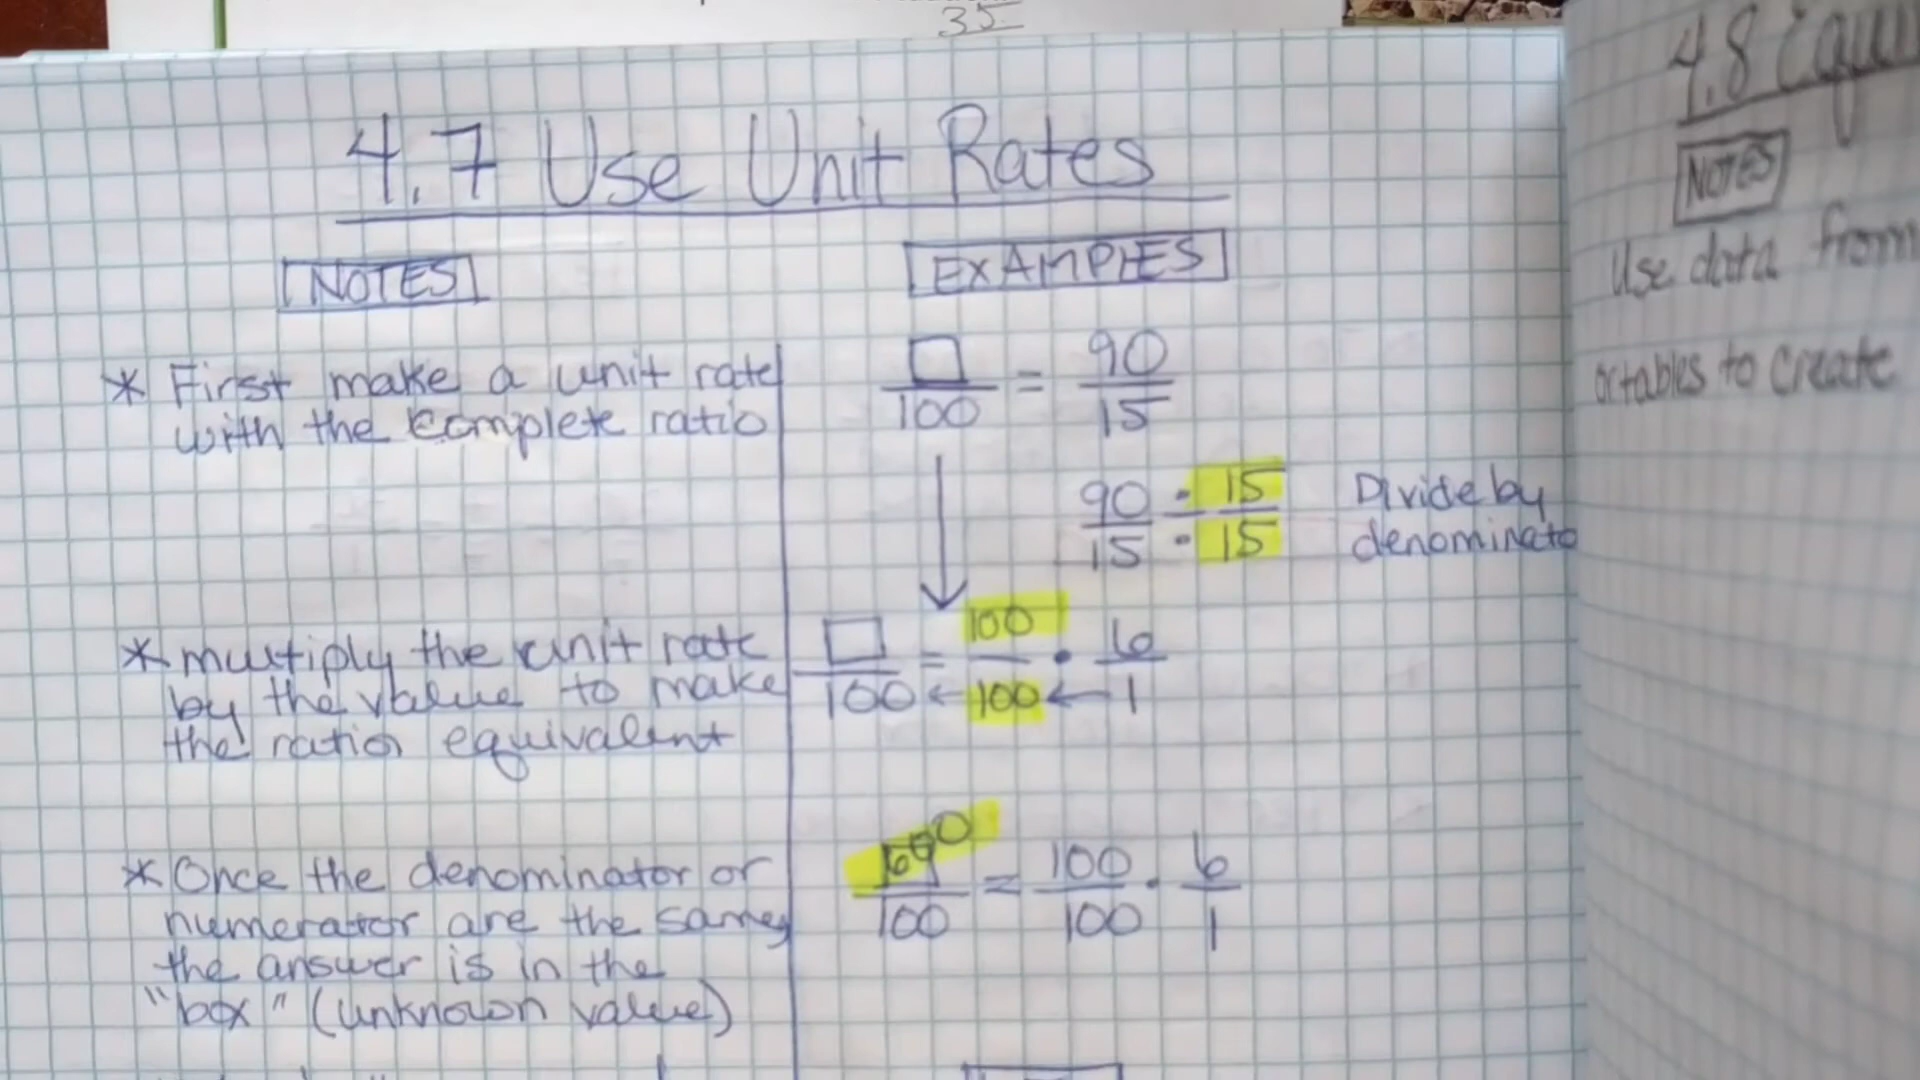 35
4.7 Use Unit Rates
NOTES
EXAMPLES
* First make a unit rate
with the complete ratio
□/100 = 90/15
90/15 ÷ 15/15
Divide by
denominato
* multiply the unit rate
by the value to make
the ratio equivalent
□/100 = 100/100 · 6/1
* Once the denominator or
numerator are the same,
the answer is in the
"box" (unknown value)
600/100 = 100/100 · 6/1
4.8 Equi
NOTES
Use data from
or tables to create